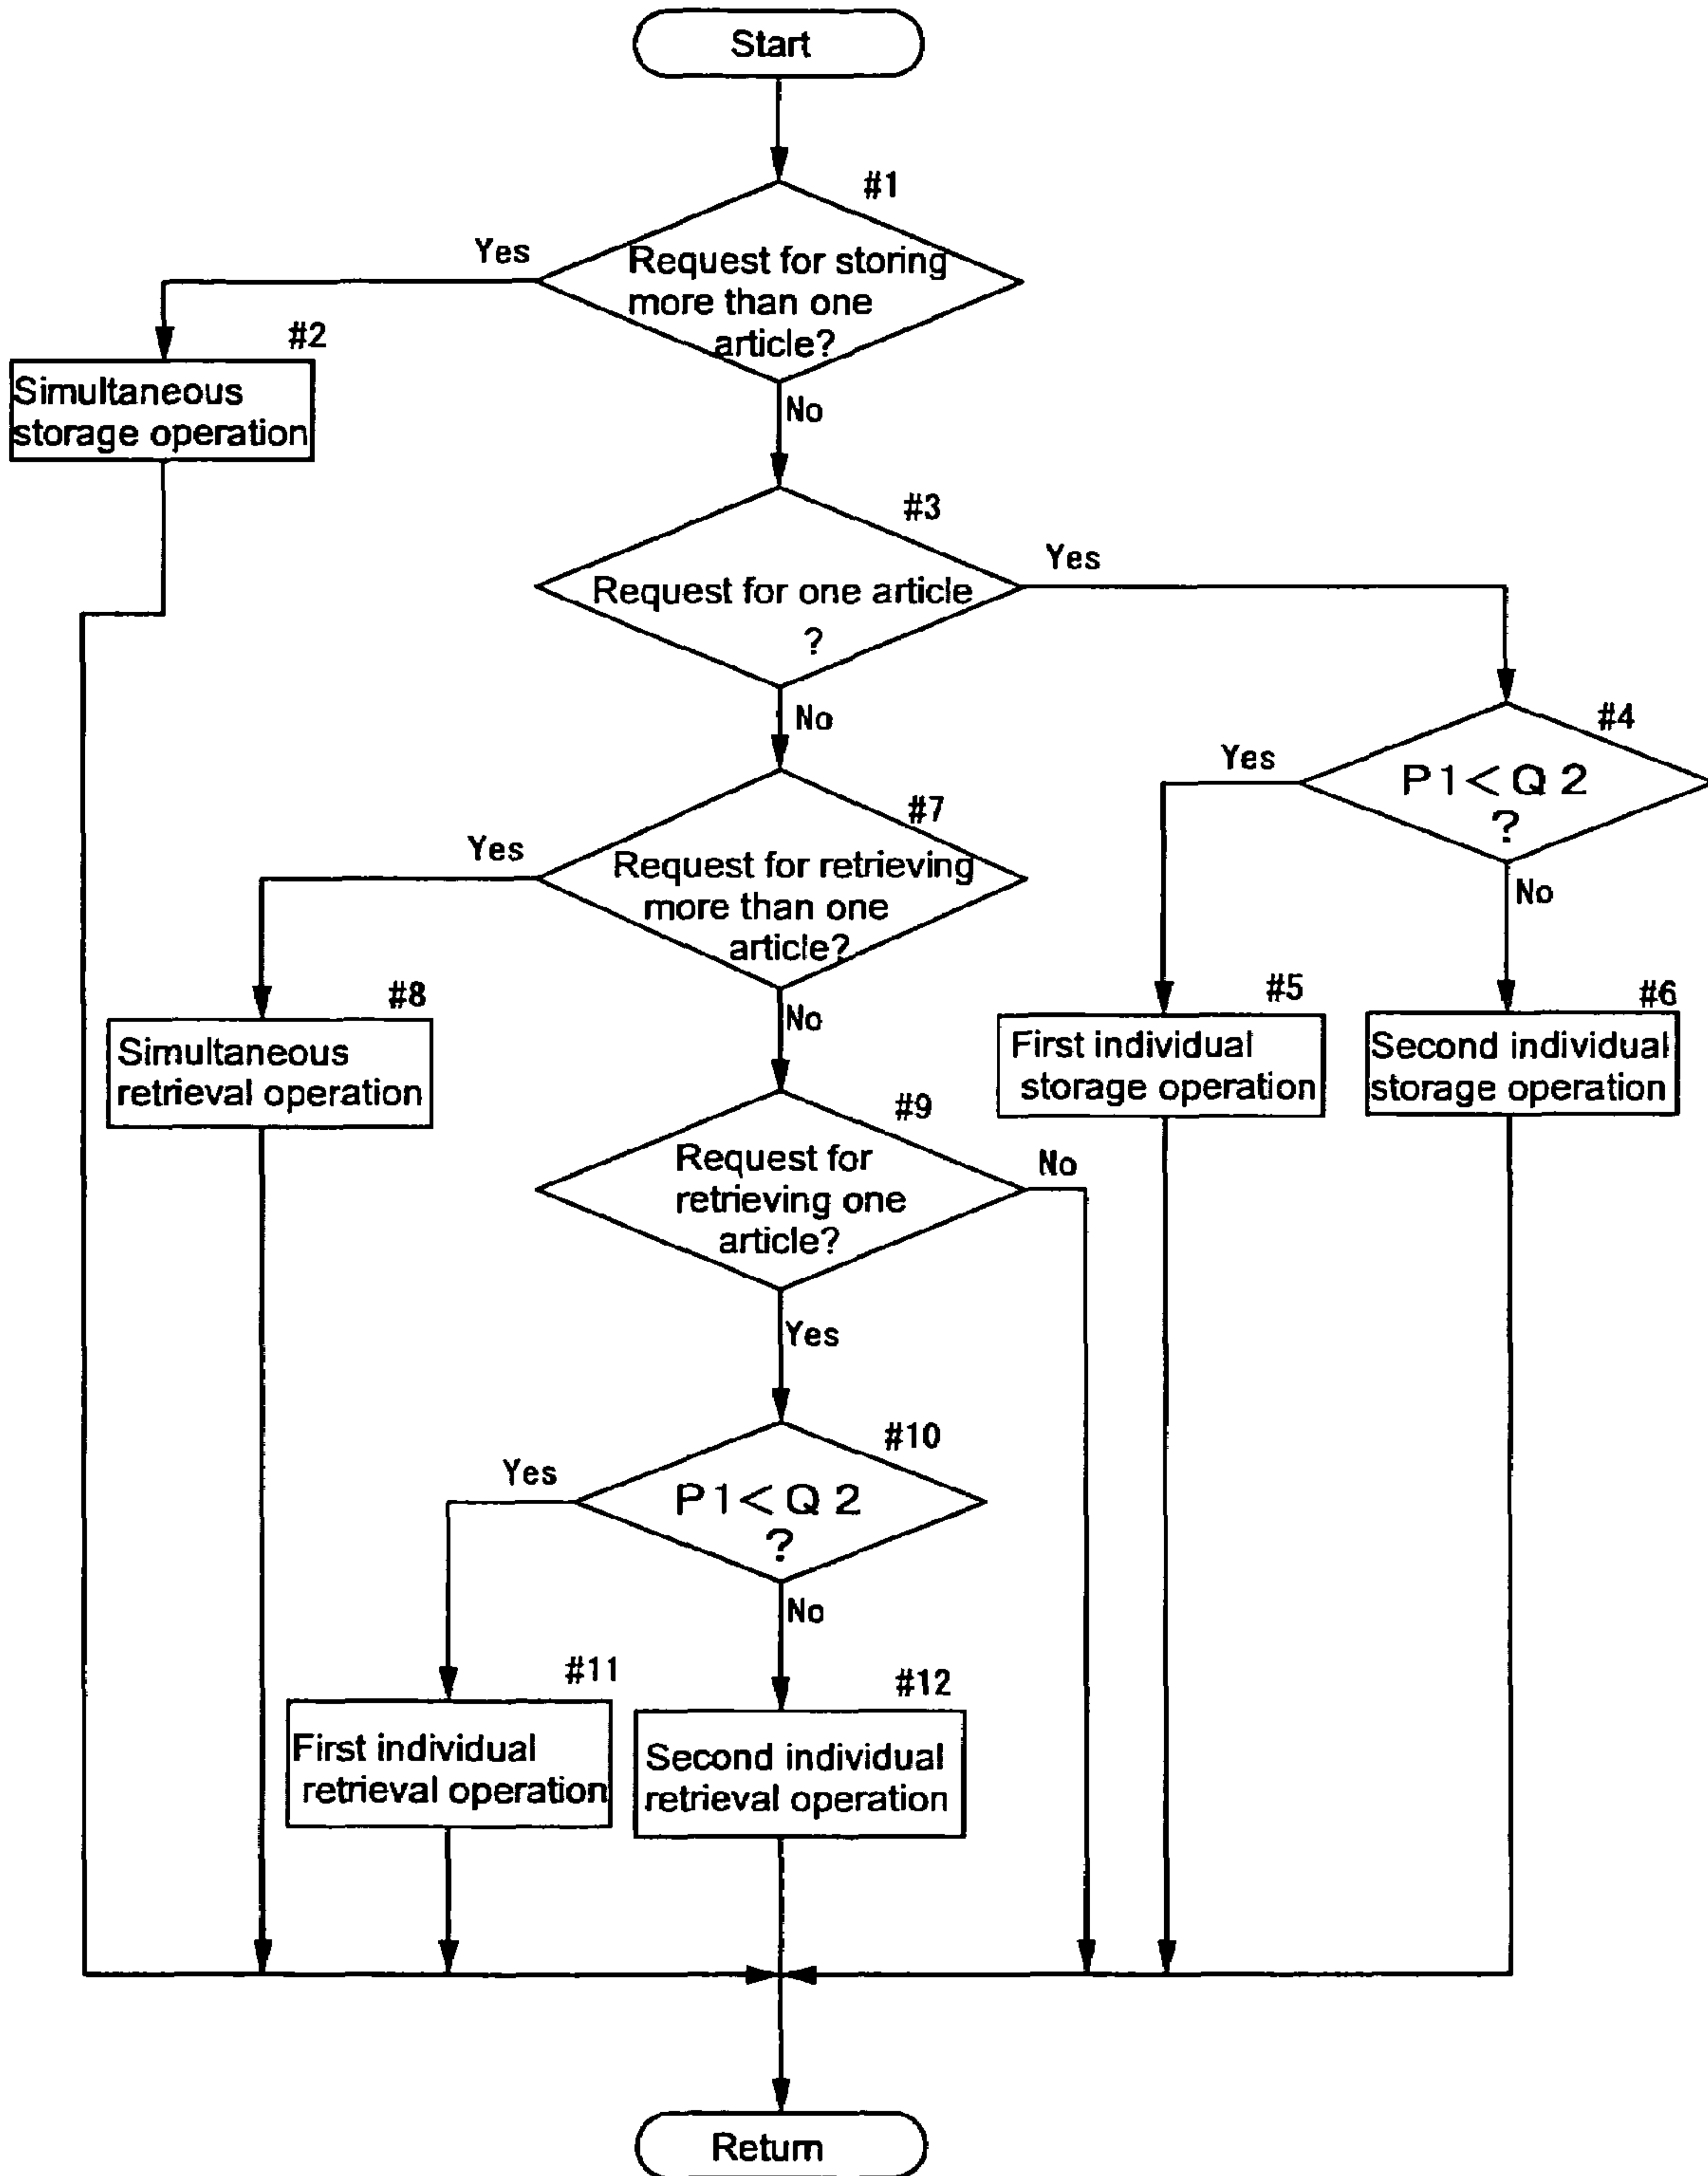 Start
#1
Yes
Request for storing
more than one
article?
#2
Simultaneous
storage operation
No
#3
Yes
Request for one article
?
No
#4
Yes
P1<Q2
?
No
#7
Yes
Request for retrieving
more than one
article?
No
#8
Simultaneous
retrieval operation
#5
First individual
storage operation
#6
Second individual
storage operation
#9
No
Request for
retrieving one
article?
Yes
#10
Yes
P1<Q2
?
No
#11
First individual
retrieval operation
#12
Second individual
retrieval operation
Return